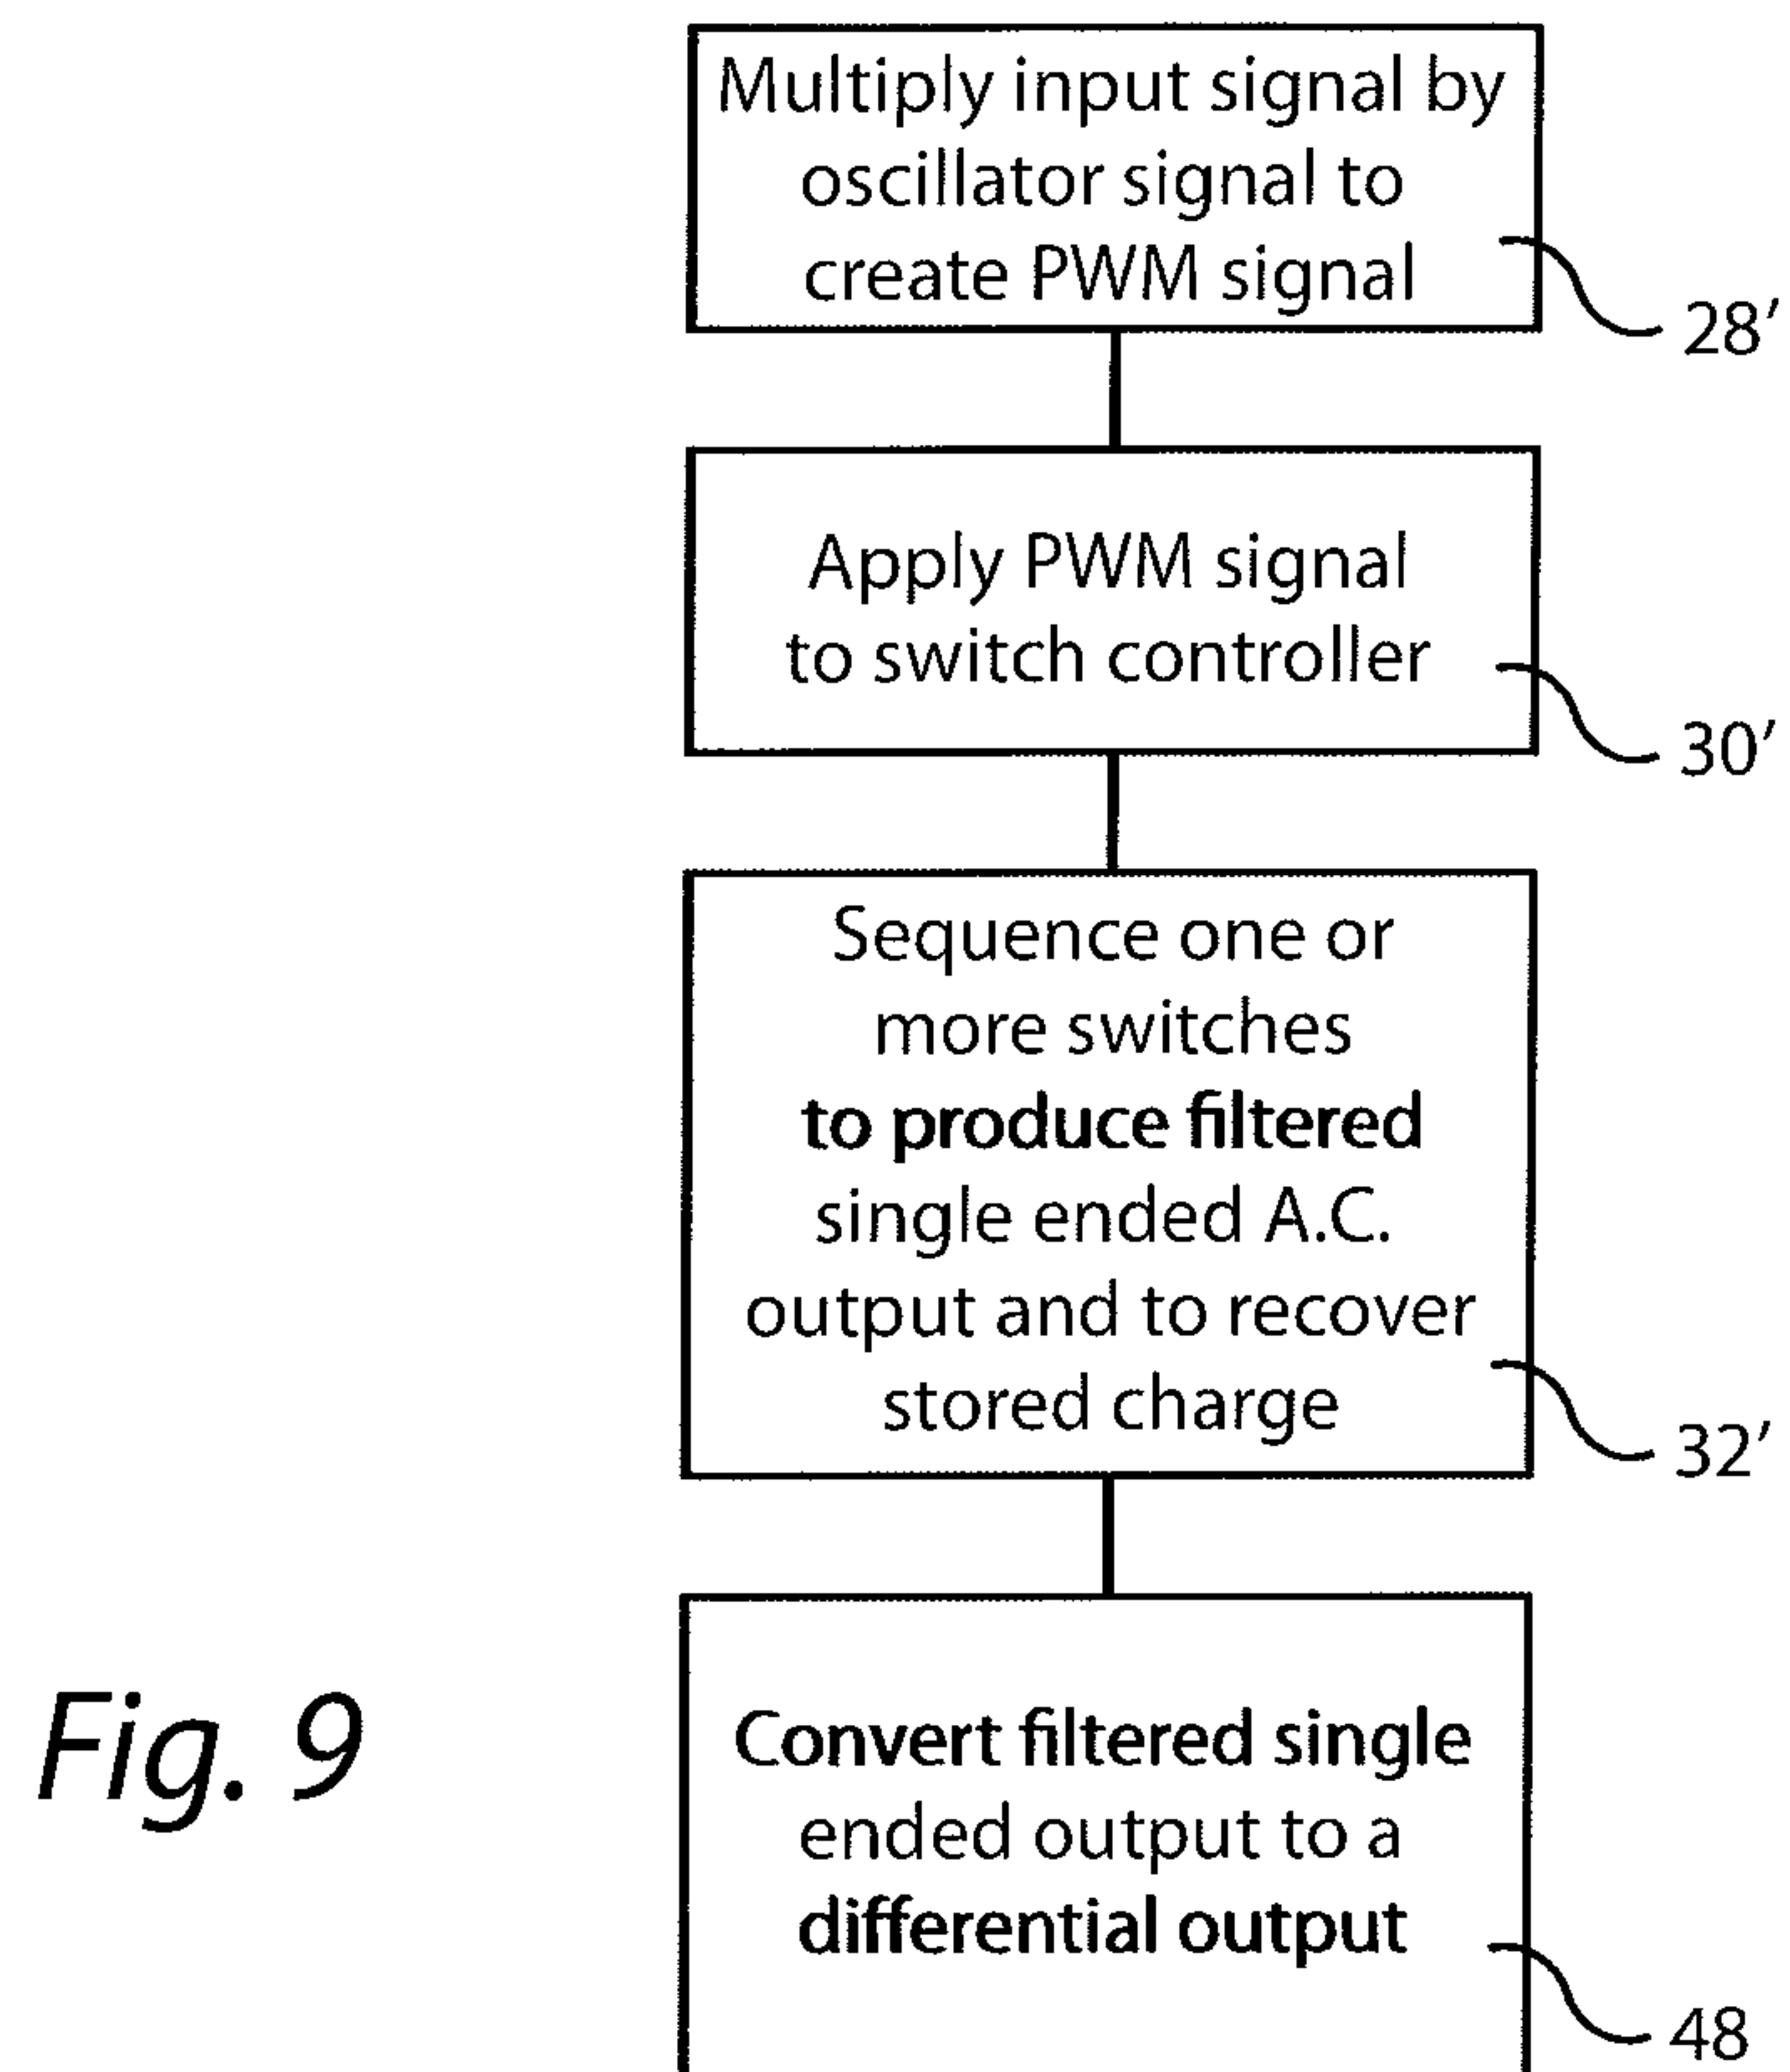 Multiply input signal by
oscillator signal to
create PWM signal
28′
Apply PWM signal
to switch controller
30′
Sequence one or
more switches
to produce filtered
single ended A.C.
output and to recover
stored charge
32′
Convert filtered single
ended output to a
differential output
48
Fig. 9